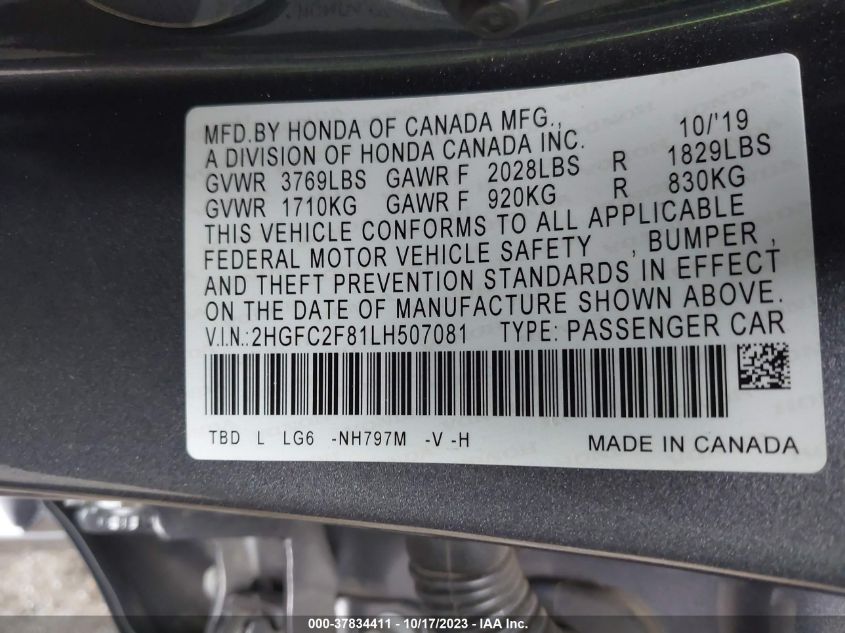 MFD.BY HONDA OF CANADA MFG., 10/'19
A DIVISION OF HONDA CANADA INC.
GVWR 3769LBS GAWR F 2028LBS R 1829LBS
GVWR 1710KG GAWR F 920KG R 830KG
THIS VEHICLE CONFORMS TO ALL APPLICABLE
FEDERAL MOTOR VEHICLE SAFETY , BUMPER ,
AND THEFT PREVENTION STANDARDS IN EFFECT
ON THE DATE OF MANUFACTURE SHOWN ABOVE.
V.I.N.:2HGFC2F81LH507081 TYPE: PASSENGER CAR
TBD L LG6 -NH797M -V -H MADE IN CANADA
000-37834411 - 10/17/2023 - IAA Inc.